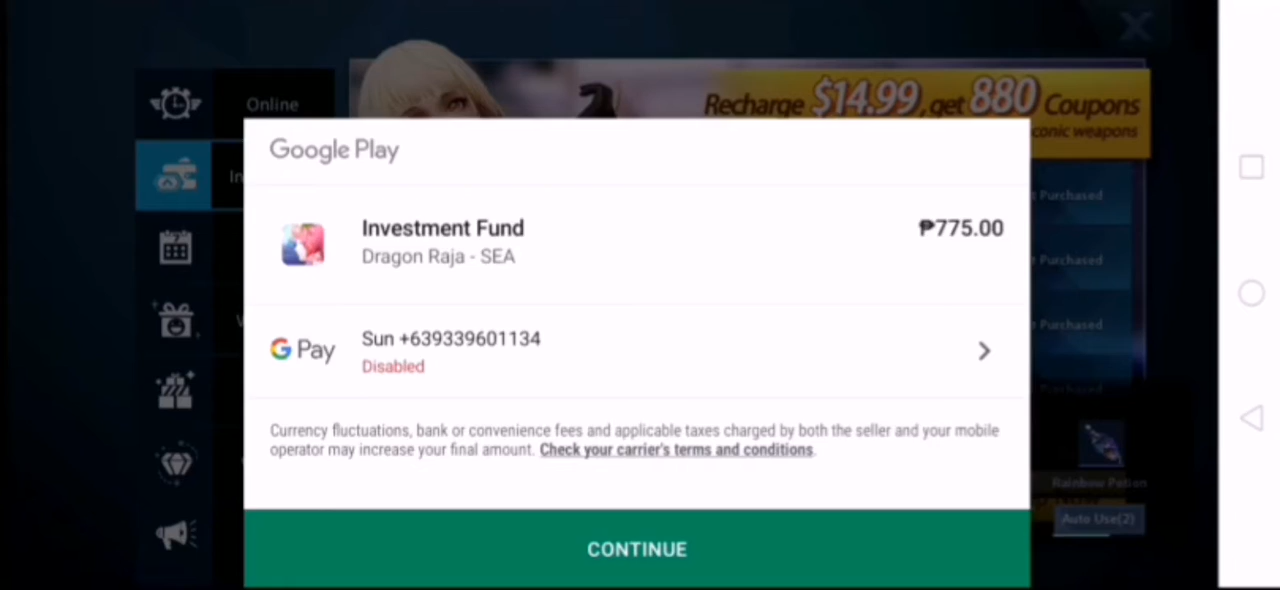 Online
Recharge $14.99, get 880 Coupons
conic weapons
In
Google Play
Investment Fund
₱775.00
Dragon Raja - SEA
Purchased
Purchased
Purchased
G Pay
Sun +639339601134
Disabled
Currency fluctuations, bank or convenience fees and applicable taxes charged by both the seller and your mobile
operator may increase your final amount. Check your carrier's terms and conditions.
Rainbow Potion
Auto Use(2)
CONTINUE